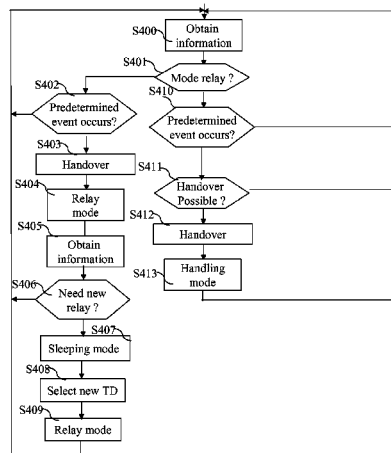 S400
Obtain
information
S401
Mode relay ?
S402
Predetermined
event occurs?
S410
Predetermined
event occurs?
S403
Handover
S404
Relay
mode
S411
Handover
Possible ?
S405
Obtain
information
S412
Handover
S406
Need new
relay ?
S413
Handling
mode
S407
Sleeping mode
S408
Select new TD
S409
Relay mode